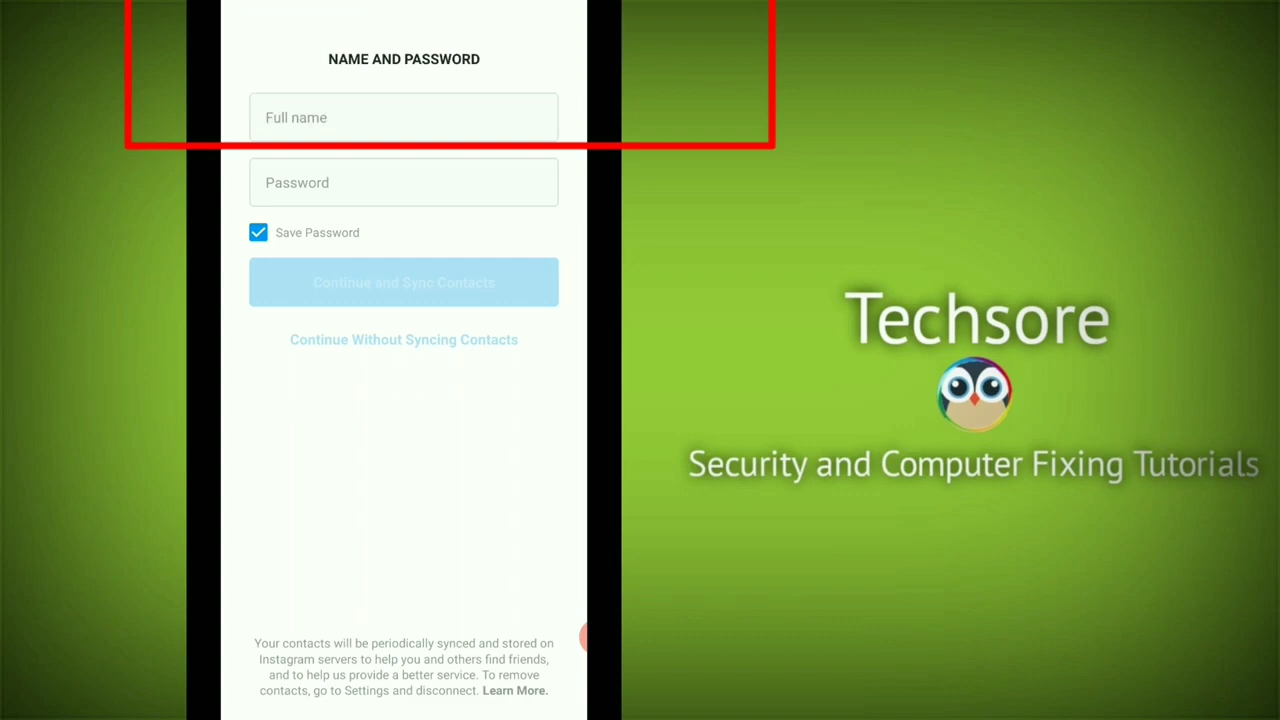 NAME AND PASSWORD
Full name
Password
Save Password
Continue and Sync Contacts
Continue Without Syncing Contacts
Your contacts will be periodically synced and stored on
Instagram servers to help you and others find friends,
and to help us provide a better service. To remove
contacts, go to Settings and disconnect. Learn More.
Techsore
Security and Computer Fixing Tutorials